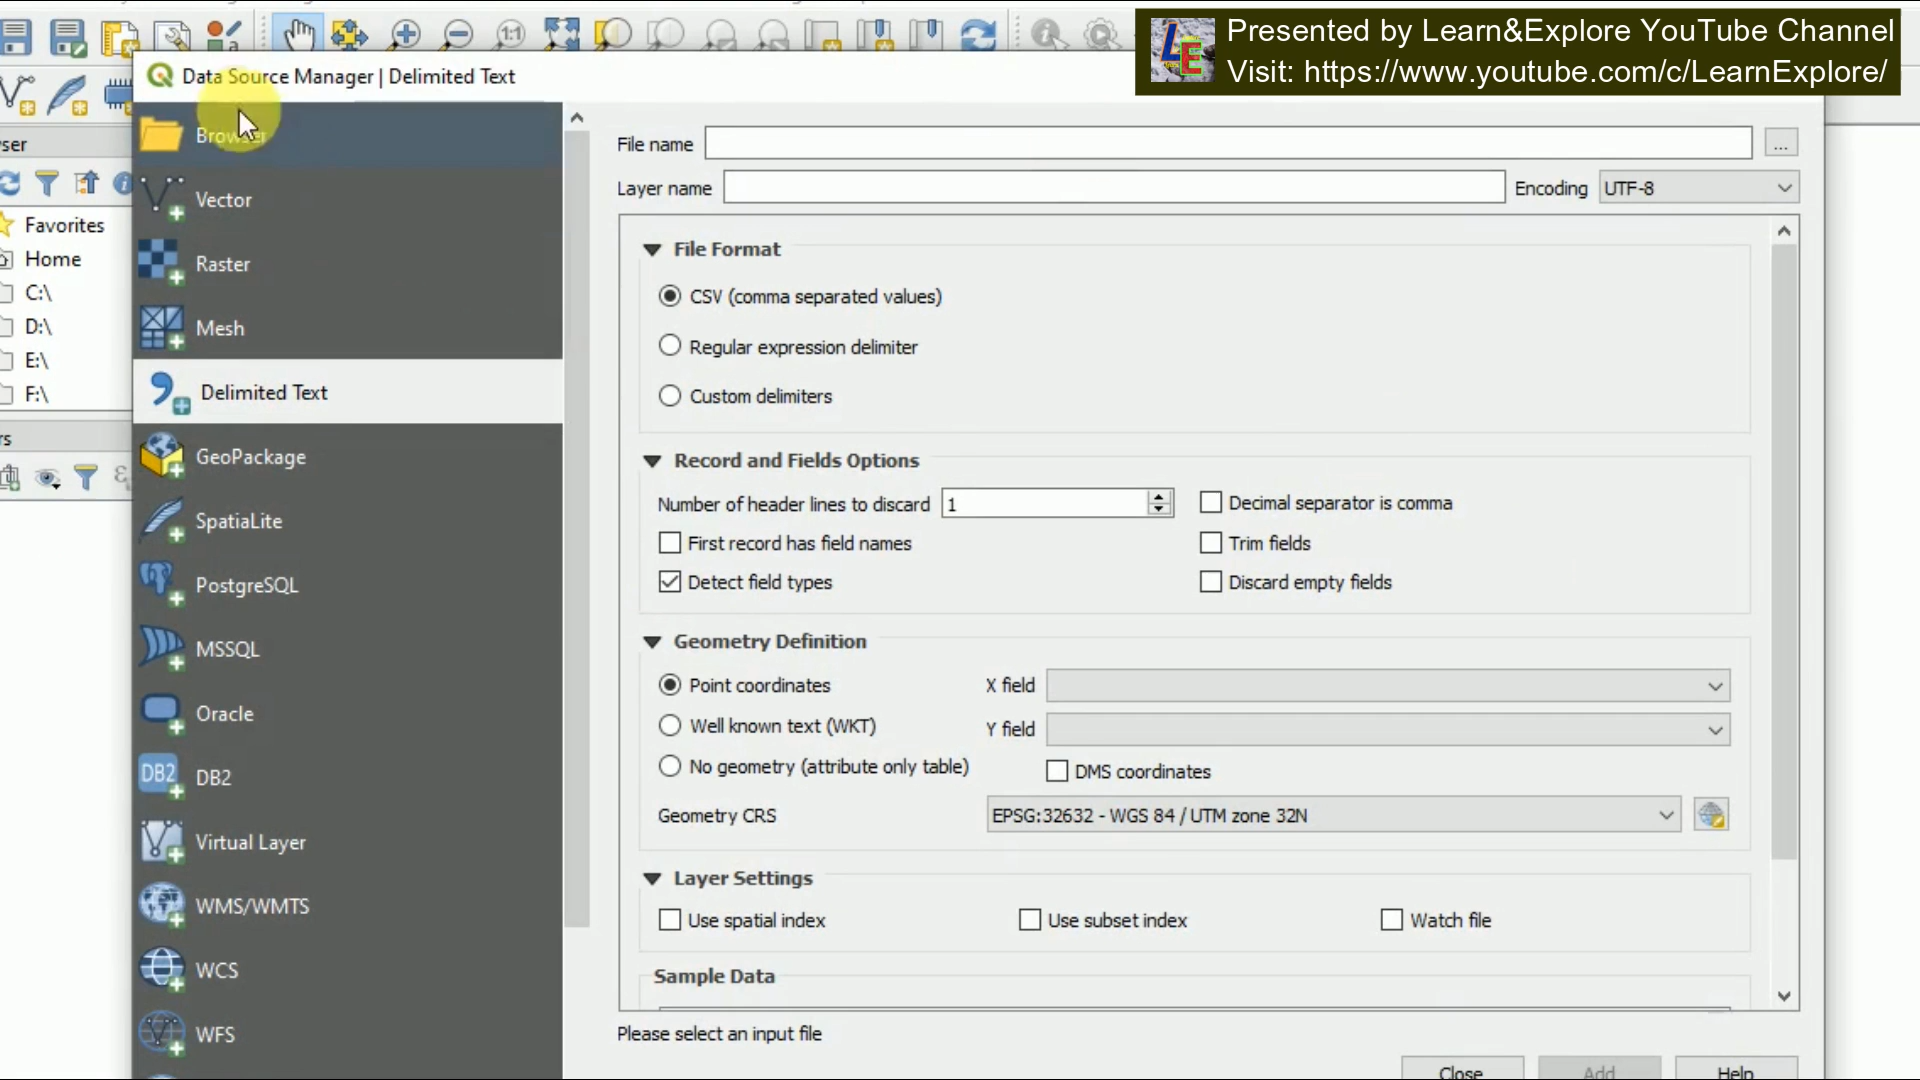 Presented by Learn&Explore YouTube Channel
Visit: https://www.youtube.com/c/LearnExplore/
LE
Data Source Manager | Delimited Text
Browser
Vector
Raster
Mesh
Delimited Text
GeoPackage
SpatiaLite
PostgreSQL
MSSQL
Oracle
DB2
DB2
Virtual Layer
WMS/WMTS
WCS
WFS
ser
Favorites
Home
C:\
D:\
E:\
F:\
rs
1:1
File name
...
Layer name
Encoding UTF-8
File Format
CSV (comma separated values)
Regular expression delimiter
Custom delimiters
Record and Fields Options
Number of header lines to discard 1 Decimal separator is comma
First record has field names Trim fields
Detect field types Discard empty fields
Geometry Definition
Point coordinates X field
Well known text (WKT) Y field
No geometry (attribute only table) DMS coordinates
Geometry CRS EPSG:32632 - WGS 84 / UTM zone 32N
Layer Settings
Use spatial index Use subset index Watch file
Sample Data
Please select an input file
Close Add Help